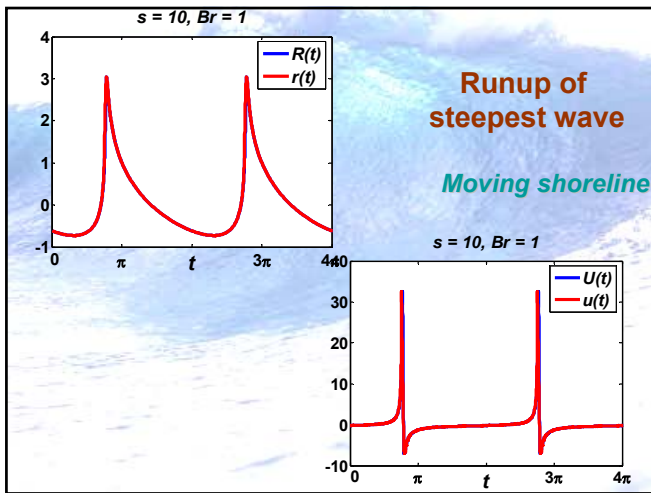 s = 10, Br = 1
4
3
2
1
0
-1
R(t)
r(t)
0 π t 3π 4π
Runup of
steepest wave
Moving shoreline
s = 10, Br = 1
40
30
20
10
0
-10
U(t)
u(t)
0 π t 3π 4π